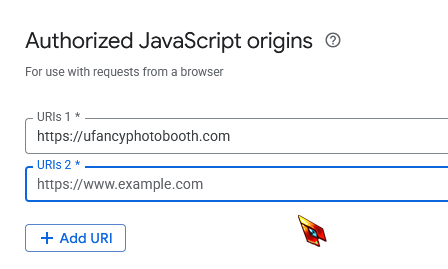 Authorized JavaScript origins
For use with requests from a browser
URIs 1 *
https://ufancyphotobooth.com
URIs 2 *
https://www.example.com
+ Add URI